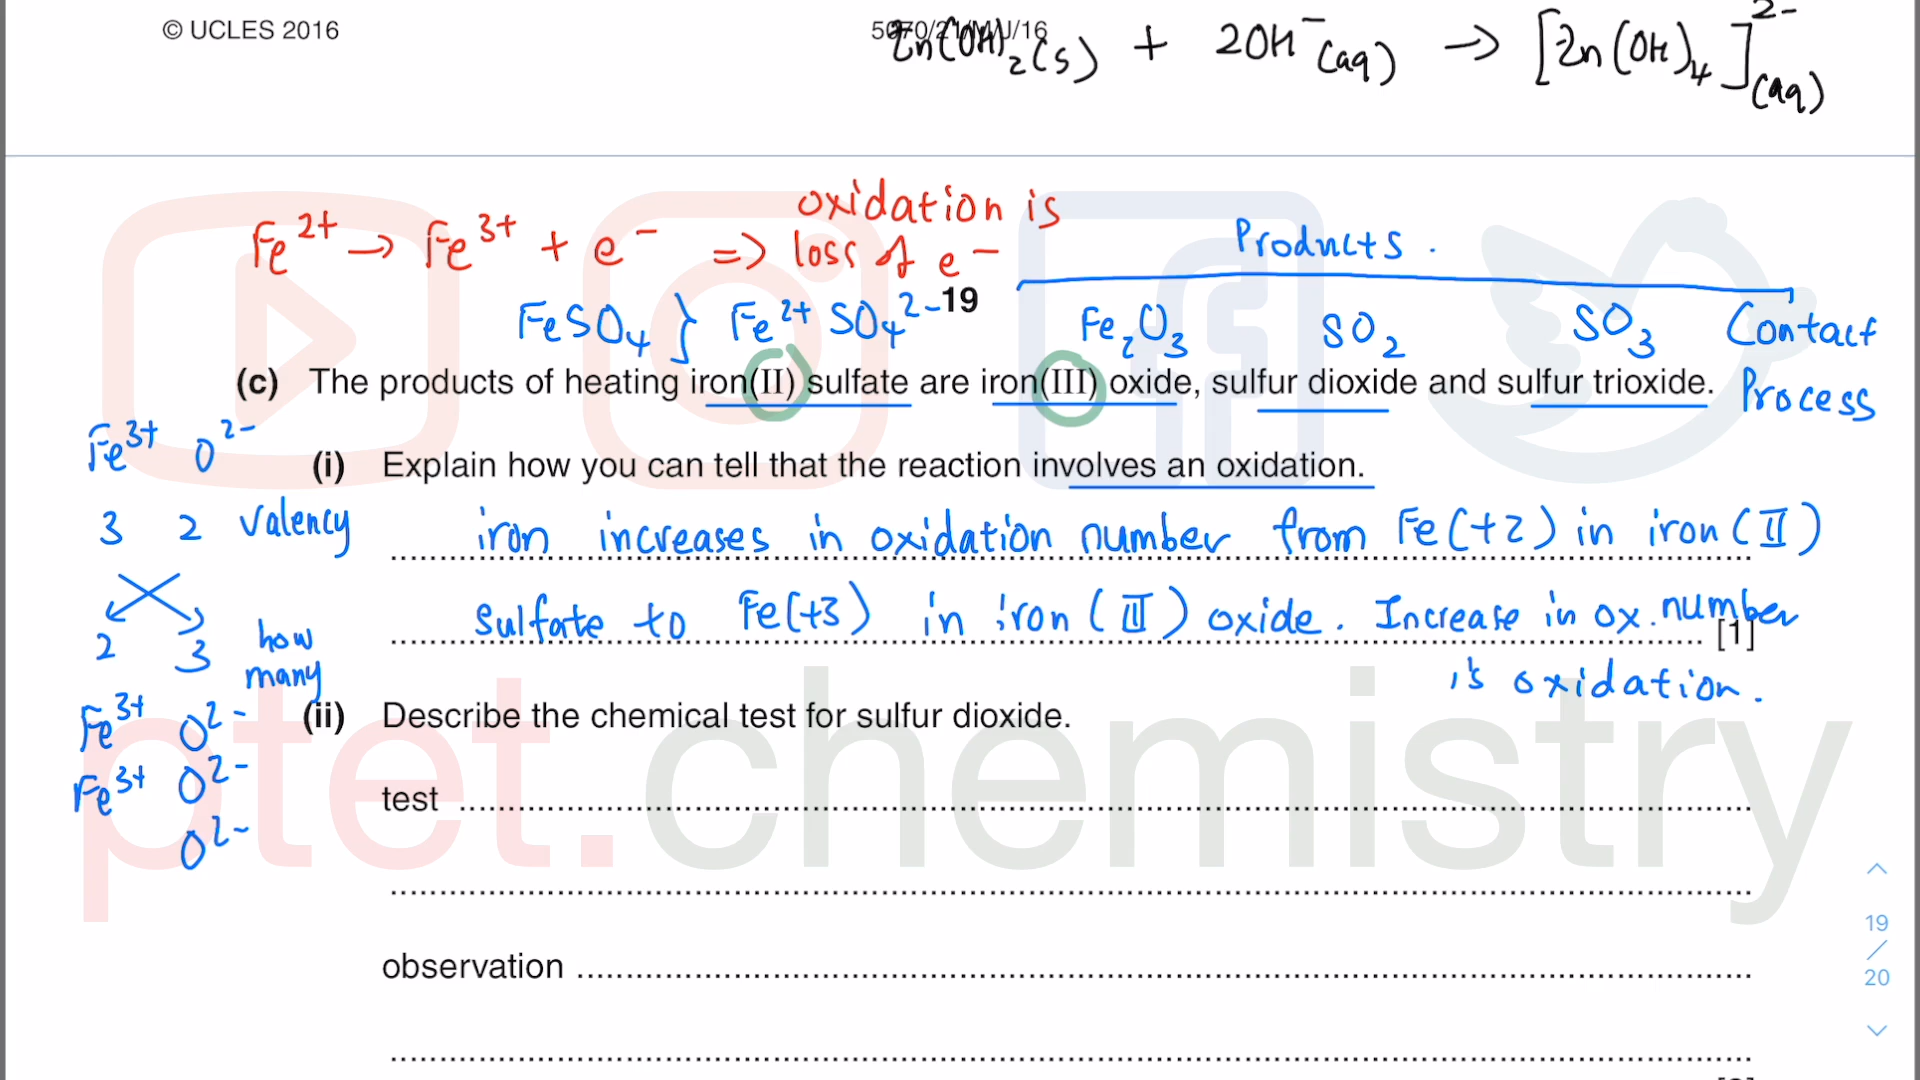 © UCLES 2016
5070/21/M/J/16
Zn(OH)₂(s) + 2OH⁻(aq) → [Zn(OH)₄]²⁻(aq)
Fe²⁺ → Fe³⁺ + e⁻ => oxidation is
loss of e⁻
Products.
19
FeSO₄ } Fe²⁺ SO₄²⁻
Fe₂O₃ SO₂ SO₃ Contact
Process
(c) The products of heating iron(II) sulfate are iron(III) oxide, sulfur dioxide and sulfur trioxide.
Fe³⁺ O²⁻
(i) Explain how you can tell that the reaction involves an oxidation.
3 2 valency
iron increases in oxidation number from Fe(+2) in iron(II)
sulfate to Fe(+3) in iron(III) oxide. Increase in ox. number
[1]
is oxidation.
2 3 how
many
Fe³⁺ O²⁻
Fe³⁺ O²⁻
O²⁻
(ii) Describe the chemical test for sulfur dioxide.
test
observation
ptet.chemistry
19
/
20